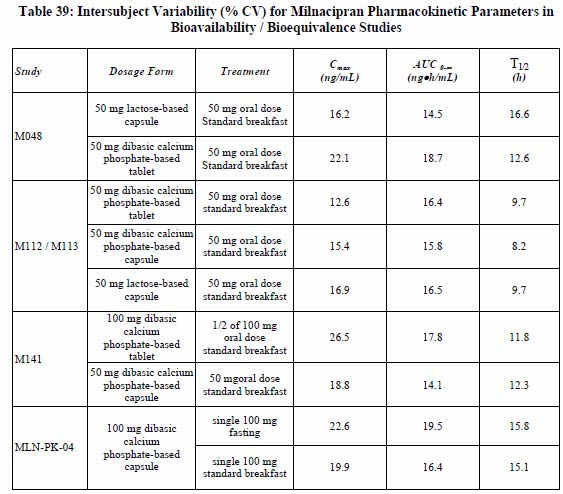 Table 39: Intersubject Variability (% CV) for Milnacipran Pharmacokinetic Parameters in
Bioavailability / Bioequivalence Studies
Study
Dosage Form
Treatment
Cmax
(ng/mL)
AUC 0-∞
(ng•h/mL)
T1/2
(h)
M048
50 mg lactose-based
capsule
50 mg oral dose
Standard breakfast
16.2
14.5
16.6
50 mg dibasic calcium
phosphate-based
tablet
50 mg oral dose
Standard breakfast
22.1
18.7
12.6
M112 / M113
50 mg dibasic calcium
phosphate-based
tablet
50 mg oral dose
standard breakfast
12.6
16.4
9.7
50 mg dibasic calcium
phosphate-based
capsule
50 mg oral dose
standard breakfast
15.4
15.8
8.2
50 mg lactose-based
capsule
50 mg oral dose
standard breakfast
16.9
16.5
9.7
M141
100 mg dibasic
calcium
phosphate-based
tablet
1/2 of 100 mg
oral dose
standard breakfast
26.5
17.8
11.8
50 mg dibasic calcium
phosphate-based
capsule
50 mgoral dose
standard breakfast
18.8
14.1
12.3
MLN-PK-04
100 mg dibasic
calcium
phosphate-based
capsule
single 100 mg
fasting
22.6
19.5
15.8
single 100 mg
standard breakfast
19.9
16.4
15.1